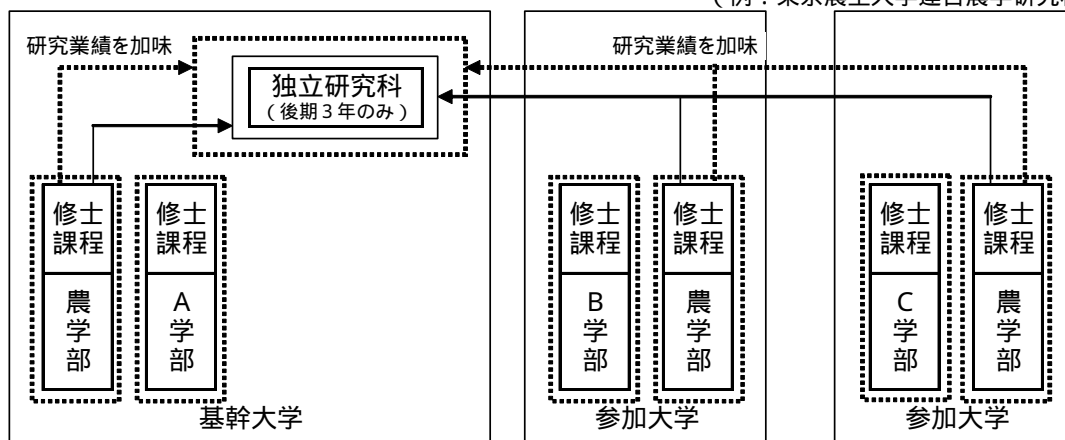 （例：東京農工大学連合農学研究科
研究業績を加味
研究業績を加味
独立研究科
（後期３年のみ）
修士
課程
農
学
部
修士
課程
A
学
部
修士
課程
B
学
部
修士
課程
農
学
部
修士
課程
C
学
部
修士
課程
農
学
部
基幹大学
参加大学
参加大学